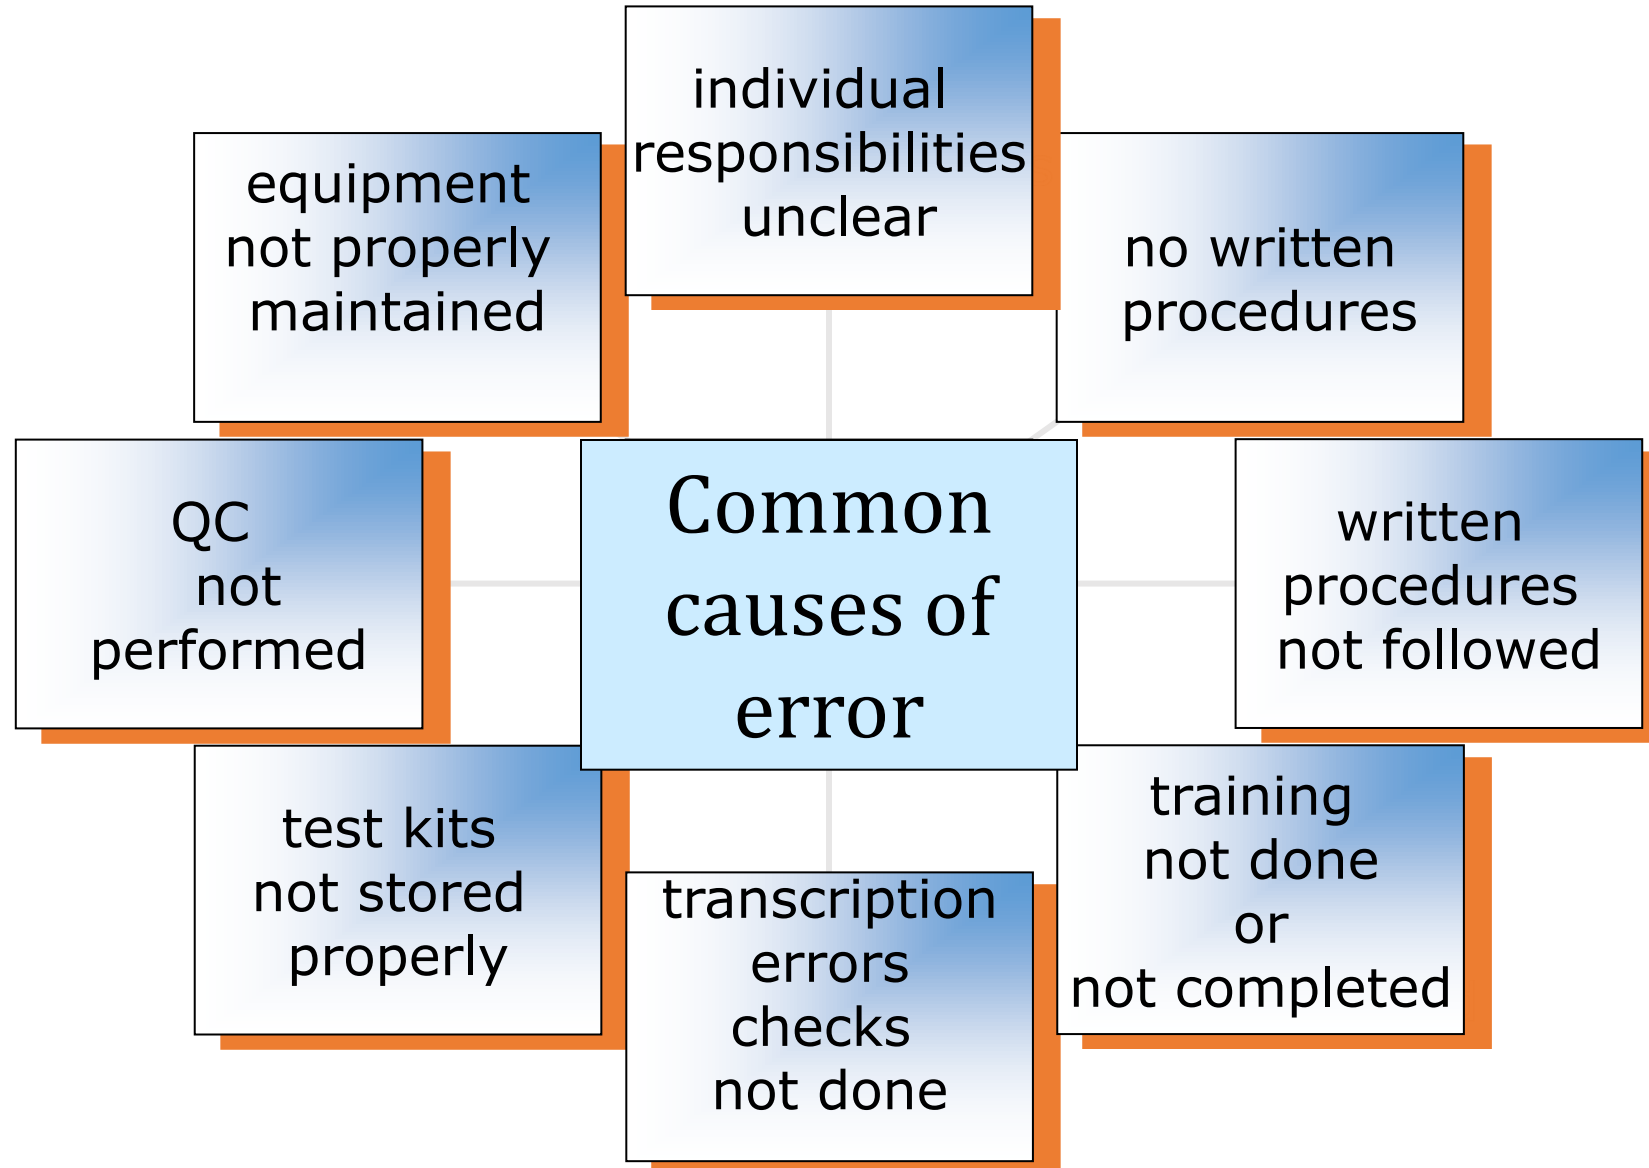 individual
responsibilities
unclear
equipment
not properly
maintained
no written
procedures
QC
not
performed
Common
causes of
error
written
procedures
not followed
test kits
not stored
properly
transcription
errors
checks
not done
training
not done
or
not completed